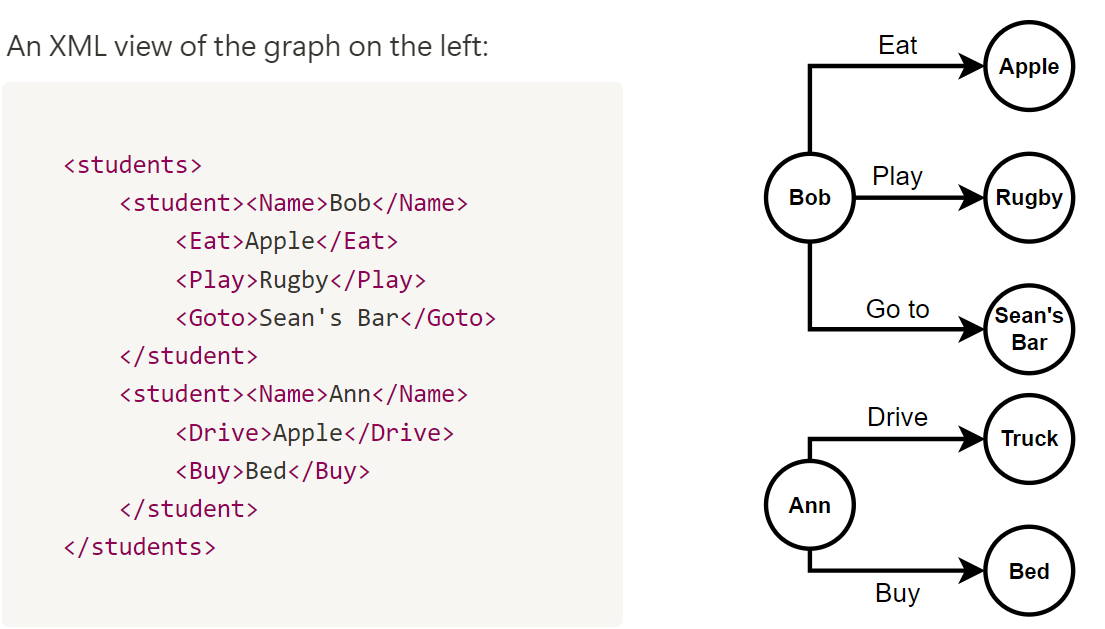 An XML view of the graph on the left:
<students>
    <student><Name>Bob</Name>
        <Eat>Apple</Eat>
        <Play>Rugby</Play>
        <Goto>Sean's Bar</Goto>
    </student>
    <student><Name>Ann</Name>
        <Drive>Apple</Drive>
        <Buy>Bed</Buy>
    </student>
</students>
Eat
Apple
Bob
Play
Rugby
Go to
Sean's
Bar
Drive
Truck
Ann
Bed
Buy